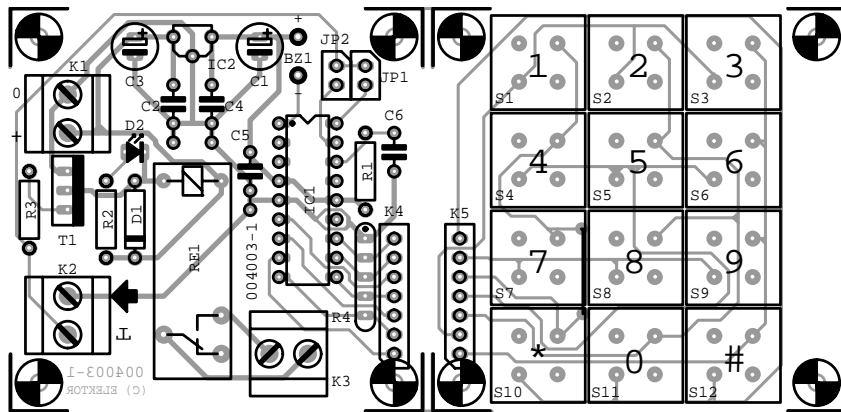 +
JP2
1
2
3
K1
C3
IC2
C1
BZ1
JP1
0
C2
C4
-
S1
S2
S3
C6
+
D2
C5
4
5
6
R1
IC1
S4
S5
S6
R3
R2
D1
T1
K4
K5
RE1
004003-1
7
8
9
K2
S7
S8
S9
R4
T
*
0
#
004003-1
(C) ELEKTOR
K3
S10
S11
S12